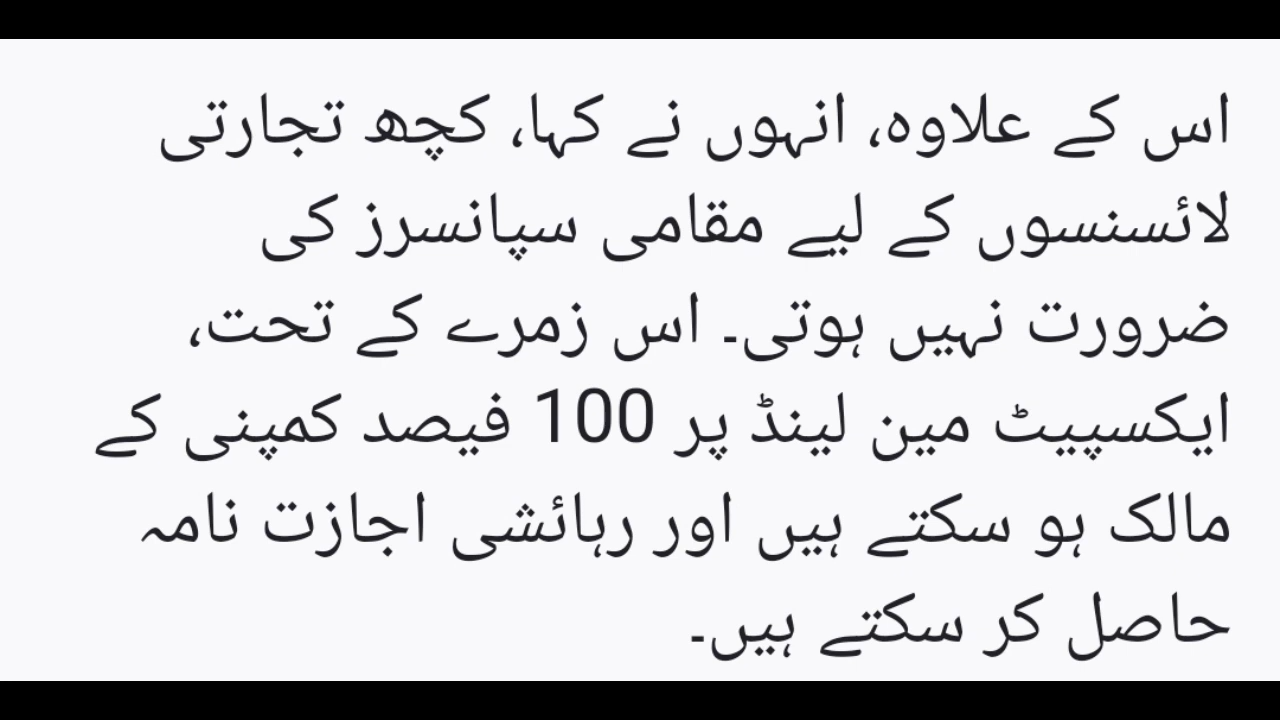 اس کے علاوہ، انہوں نے کہا، کچھ تجارتی
لائسنسوں کے لیے مقامی سپانسرز کی
ضرورت نہیں ہوتی۔ اس زمرے کے تحت،
ایکسپیٹ مین لینڈ پر 100 فیصد کمپنی کے
مالک ہو سکتے ہیں اور رہائشی اجازت نامہ
حاصل کر سکتے ہیں۔